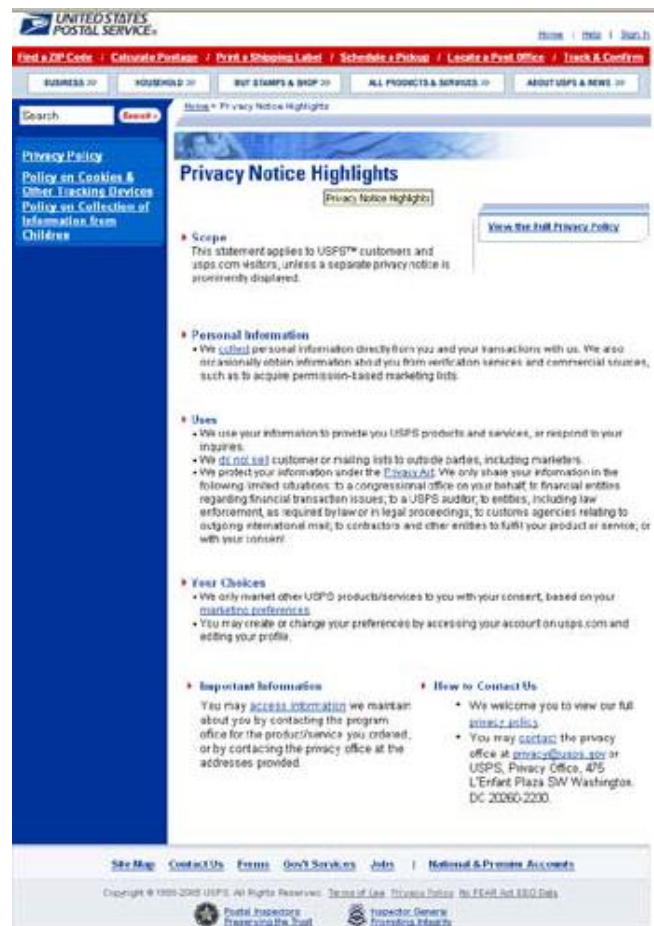 UNITED STATES
POSTAL SERVICE®
Home | Help | Sign In
Find a ZIP Code / Calculate Postage / Print a Shipping Label / Schedule a Pickup / Locate a Post Office / Track & Confirm
BUSINESS >> HOUSEHOLD >> BUY STAMPS & SHOP >> ALL PRODUCTS & SERVICES >> ABOUT USPS & NEWS >>
Search Search >
Home > Privacy Notice Highlights
Privacy Policy
Policy on Cookies &
Other Tracking Devices
Policy on Collection of
Information from
Children
Privacy Notice Highlights
Privacy Notice Highlights
View the Full Privacy Policy
Scope
This statement applies to USPS™ customers and
usps.com visitors, unless a separate privacy notice is
prominently displayed.
Personal Information
• We collect personal information directly from you and your transactions with us. We also
occasionally obtain information about you from verification services and commercial sources,
such as to acquire permission-based marketing lists.
Uses
• We use your information to provide you USPS products and services, or respond to your
inquiries.
• We do not sell customer or mailing lists to outside parties, including marketers.
• We protect your information under the Privacy Act. We only share your information in the
following limited situations: to a congressional office on your behalf; to financial entities
regarding financial transaction issues; to a USPS auditor; to entities, including law
enforcement, as required by law or in legal proceedings; to customs agencies relating to
outgoing international mail; to contractors and other entities to fulfill your product or service; or
with your consent.
Your Choices
• We only market other USPS products/services to you with your consent, based on your
marketing preferences.
• You may create or change your preferences by accessing your account on usps.com and
editing your profile.
Important Information
You may access information we maintain
about you by contacting the program
office for the product/service you ordered,
or by contacting the privacy office at the
addresses provided.
How to Contact Us
• We welcome you to view our full
privacy policy.
• You may contact the privacy
office at privacy@usps.gov or
USPS, Privacy Office, 475
L'Enfant Plaza SW Washington,
DC 20260-2200.
Site Map Contact Us Forms Gov't Services Jobs | National & Premier Accounts
Copyright © 1999-2005 USPS. All Rights Reserved. Terms of Use Privacy Policy No FEAR Act EEO Data
Postal Inspectors
Preserving the Trust
Inspector General
Promoting Integrity